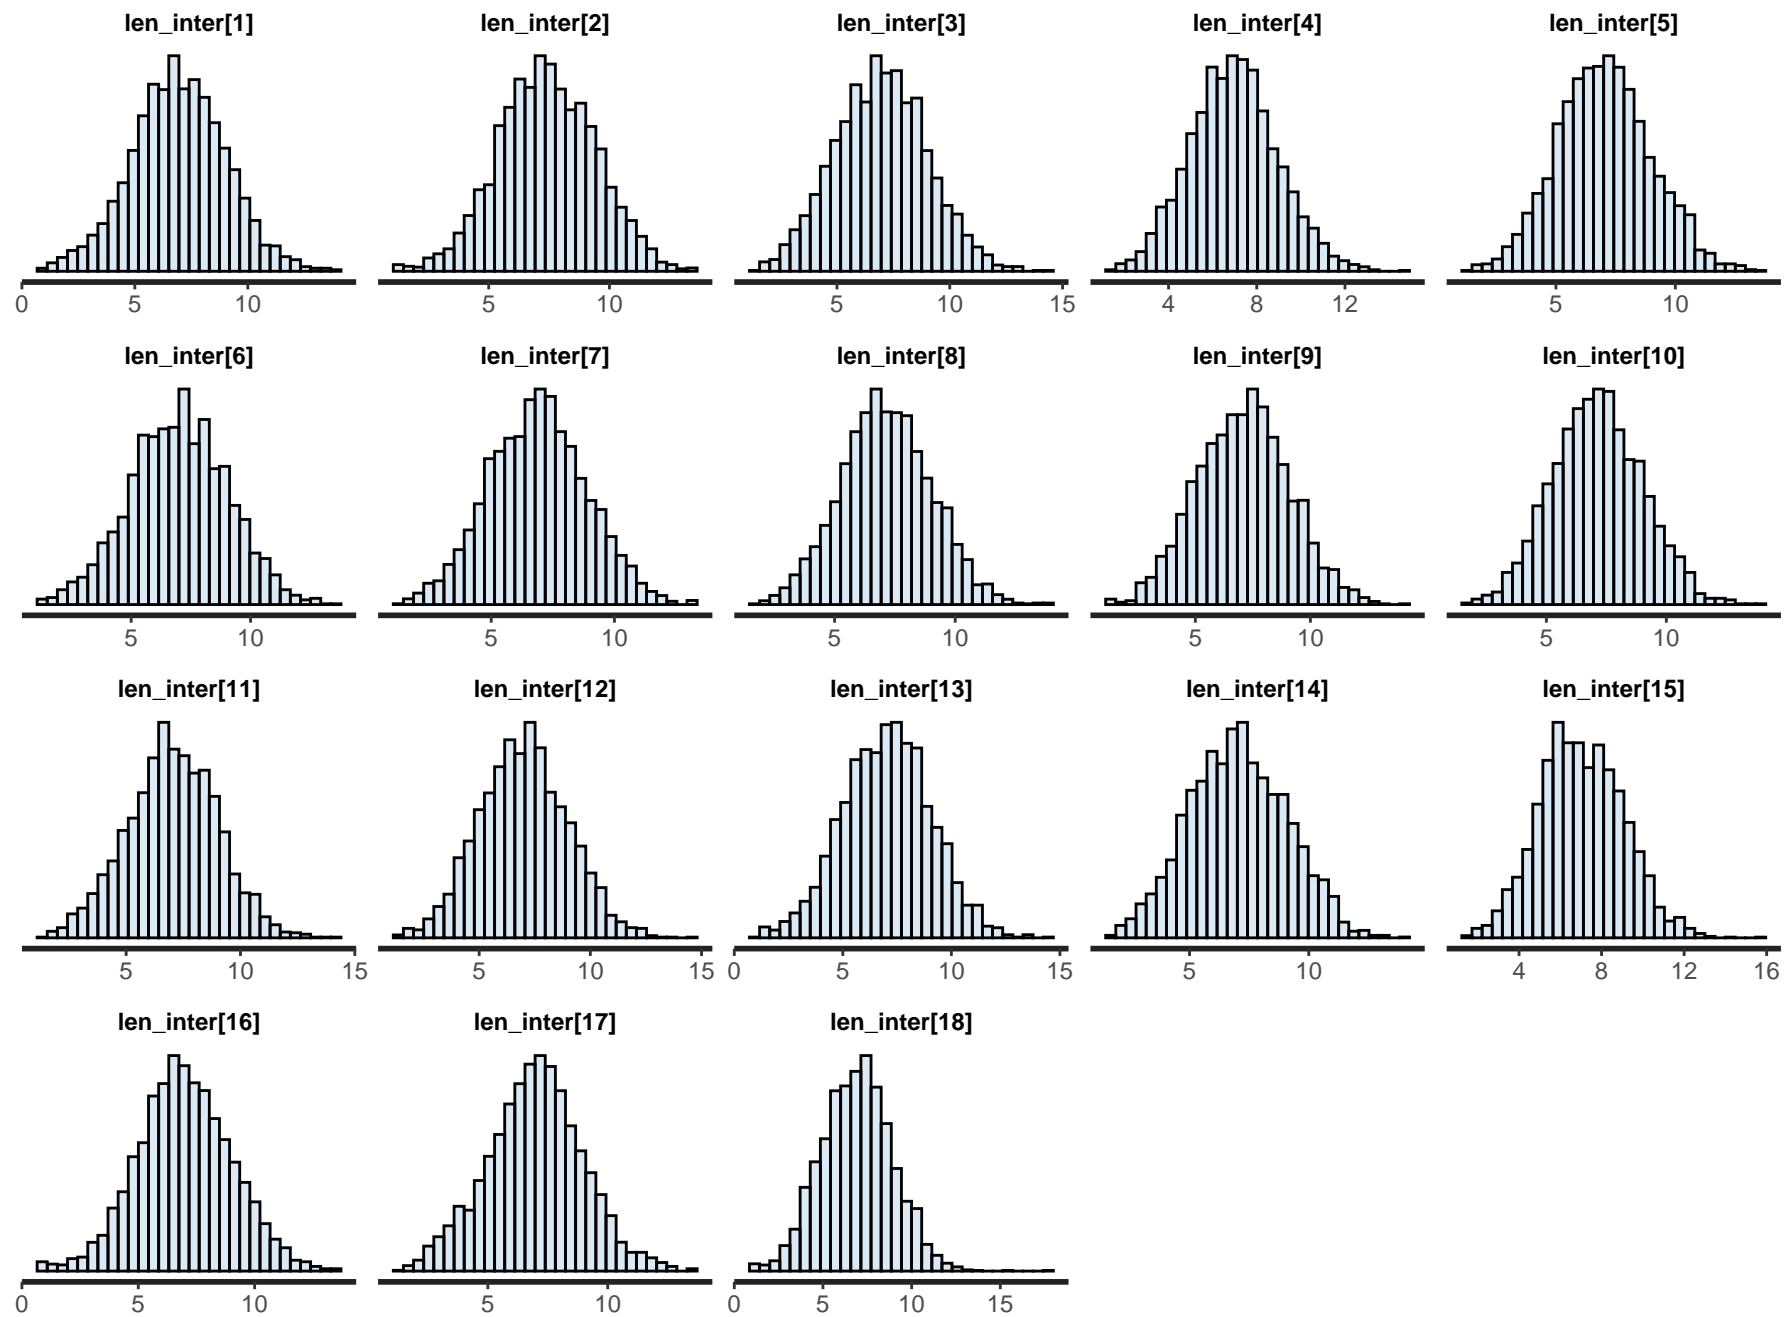 len_inter[1] len_inter[2] len_inter[3] len_inter[4] len_inter[5]
0 5 10 5 10 5 10 15 4 8 12 5 10
len_inter[6] len_inter[7] len_inter[8] len_inter[9] len_inter[10]
5 10 5 10 5 10 5 10 5 10
len_inter[11] len_inter[12] len_inter[13] len_inter[14] len_inter[15]
5 10 15 5 10 15 0 5 10 15 5 10 4 8 12 16
len_inter[16] len_inter[17] len_inter[18]
0 5 10 5 10 0 5 10 15